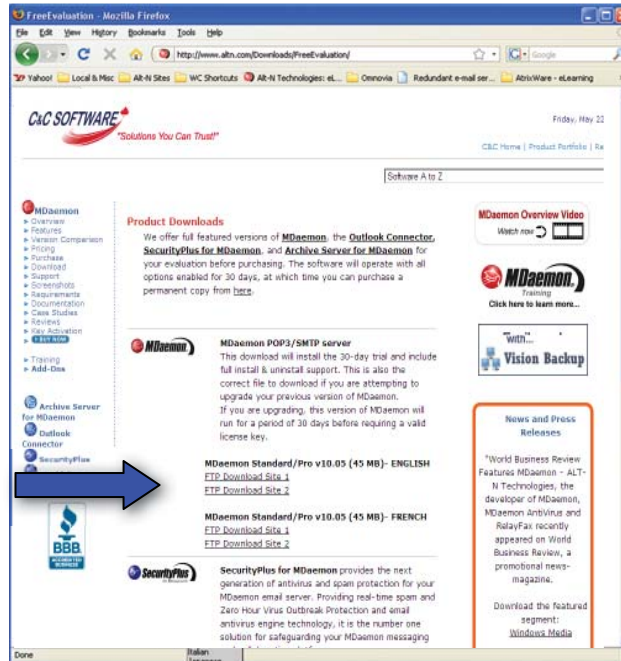 FreeEvaluation - Mozilla Firefox
File Edit View History Bookmarks Tools Help
http://www.altn.com/Downloads/FreeEvaluation/
Google
Yahoo! Local & Misc Alt-N Sites WC Shortcuts Alt-N Technologies: eL... Omnovia Redundant e-mail ser... AtrixWare - eLearning
C&C SOFTWARE
"Solutions You Can Trust!"
Friday, May 22
C&C Home | Product Portfolio | Re
Software A to Z
MDaemon
Overview
Features
Version Comparison
Pricing
Purchase
Download
Support
Screenshots
Requirements
Documentation
Case Studies
Reviews
Key Activation
BUY NOW
Training
Add-Ons
Archive Server
for MDaemon
Outlook
Connector
SecurityPlus
BBB
ACCREDITED
BUSINESS
Product Downloads
We offer full featured versions of MDaemon, the Outlook Connector,
SecurityPlus for MDaemon, and Archive Server for MDaemon for
your evaluation before purchasing. The software will operate with all
options enabled for 30 days, at which time you can purchase a
permanent copy from here.
MDaemon
MDaemon POP3/SMTP server
This download will install the 30-day trial and include
full install & uninstall support. This is also the
correct file to download if you are attempting to
upgrade your previous version of MDaemon.
If you are upgrading, this version of MDaemon will
run for a period of 30 days before requiring a valid
license key.
MDaemon Standard/Pro v10.05 (45 MB)- ENGLISH
FTP Download Site 1
FTP Download Site 2
MDaemon Standard/Pro v10.05 (45 MB)- FRENCH
FTP Download Site 1
FTP Download Site 2
SecurityPlus
SecurityPlus for MDaemon provides the next
generation of antivirus and spam protection for your
MDaemon email server. Providing real-time spam and
Zero Hour Virus Outbreak Protection and email
antivirus engine technology, it is the number one
solution for safeguarding your MDaemon messaging
MDaemon Overview Video
Watch now
MDaemon
Training
Click here to learn more...
with...
Vision Backup
News and Press
Releases
"World Business Review
Features MDaemon - ALT-
N Technologies, the
developer of MDaemon,
MDaemon AntiVirus and
RelayFax recently
appeared on World
Business Review, a
promotional news-
magazine.
Download the featured
segment:
Windows Media
Done
Italian